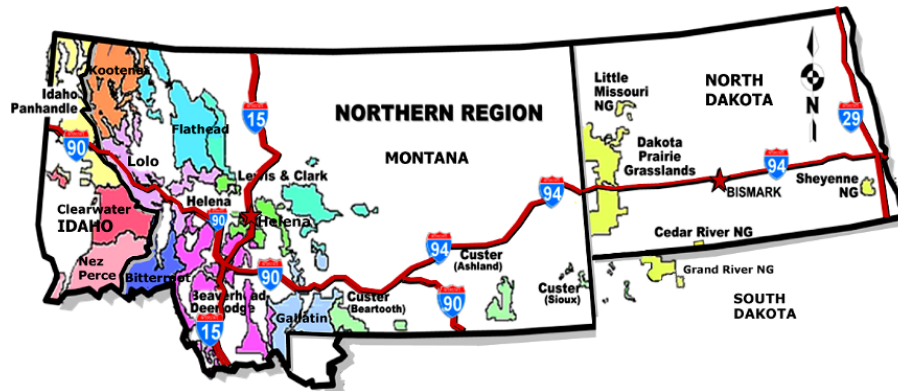 Kootenai
Idaho
Panhandle
90
Lolo
Flathead
15
NORTHERN REGION
MONTANA
Lewis & Clark
Helena
90
Helena
Clearwater
IDAHO
Nez
Perce
Bitterroot
Beaverhead
Deerlodge
15
90
Gallatin
Custer
(Beartooth)
94
Custer
(Ashland)
90
94
Custer
(Sioux)
Little
Missouri
NG
NORTH
DAKOTA
N
29
Dakota
Prairie
Grasslands
94
BISMARK
Sheyenne
NG
Cedar River NG
Grand River NG
SOUTH
DAKOTA